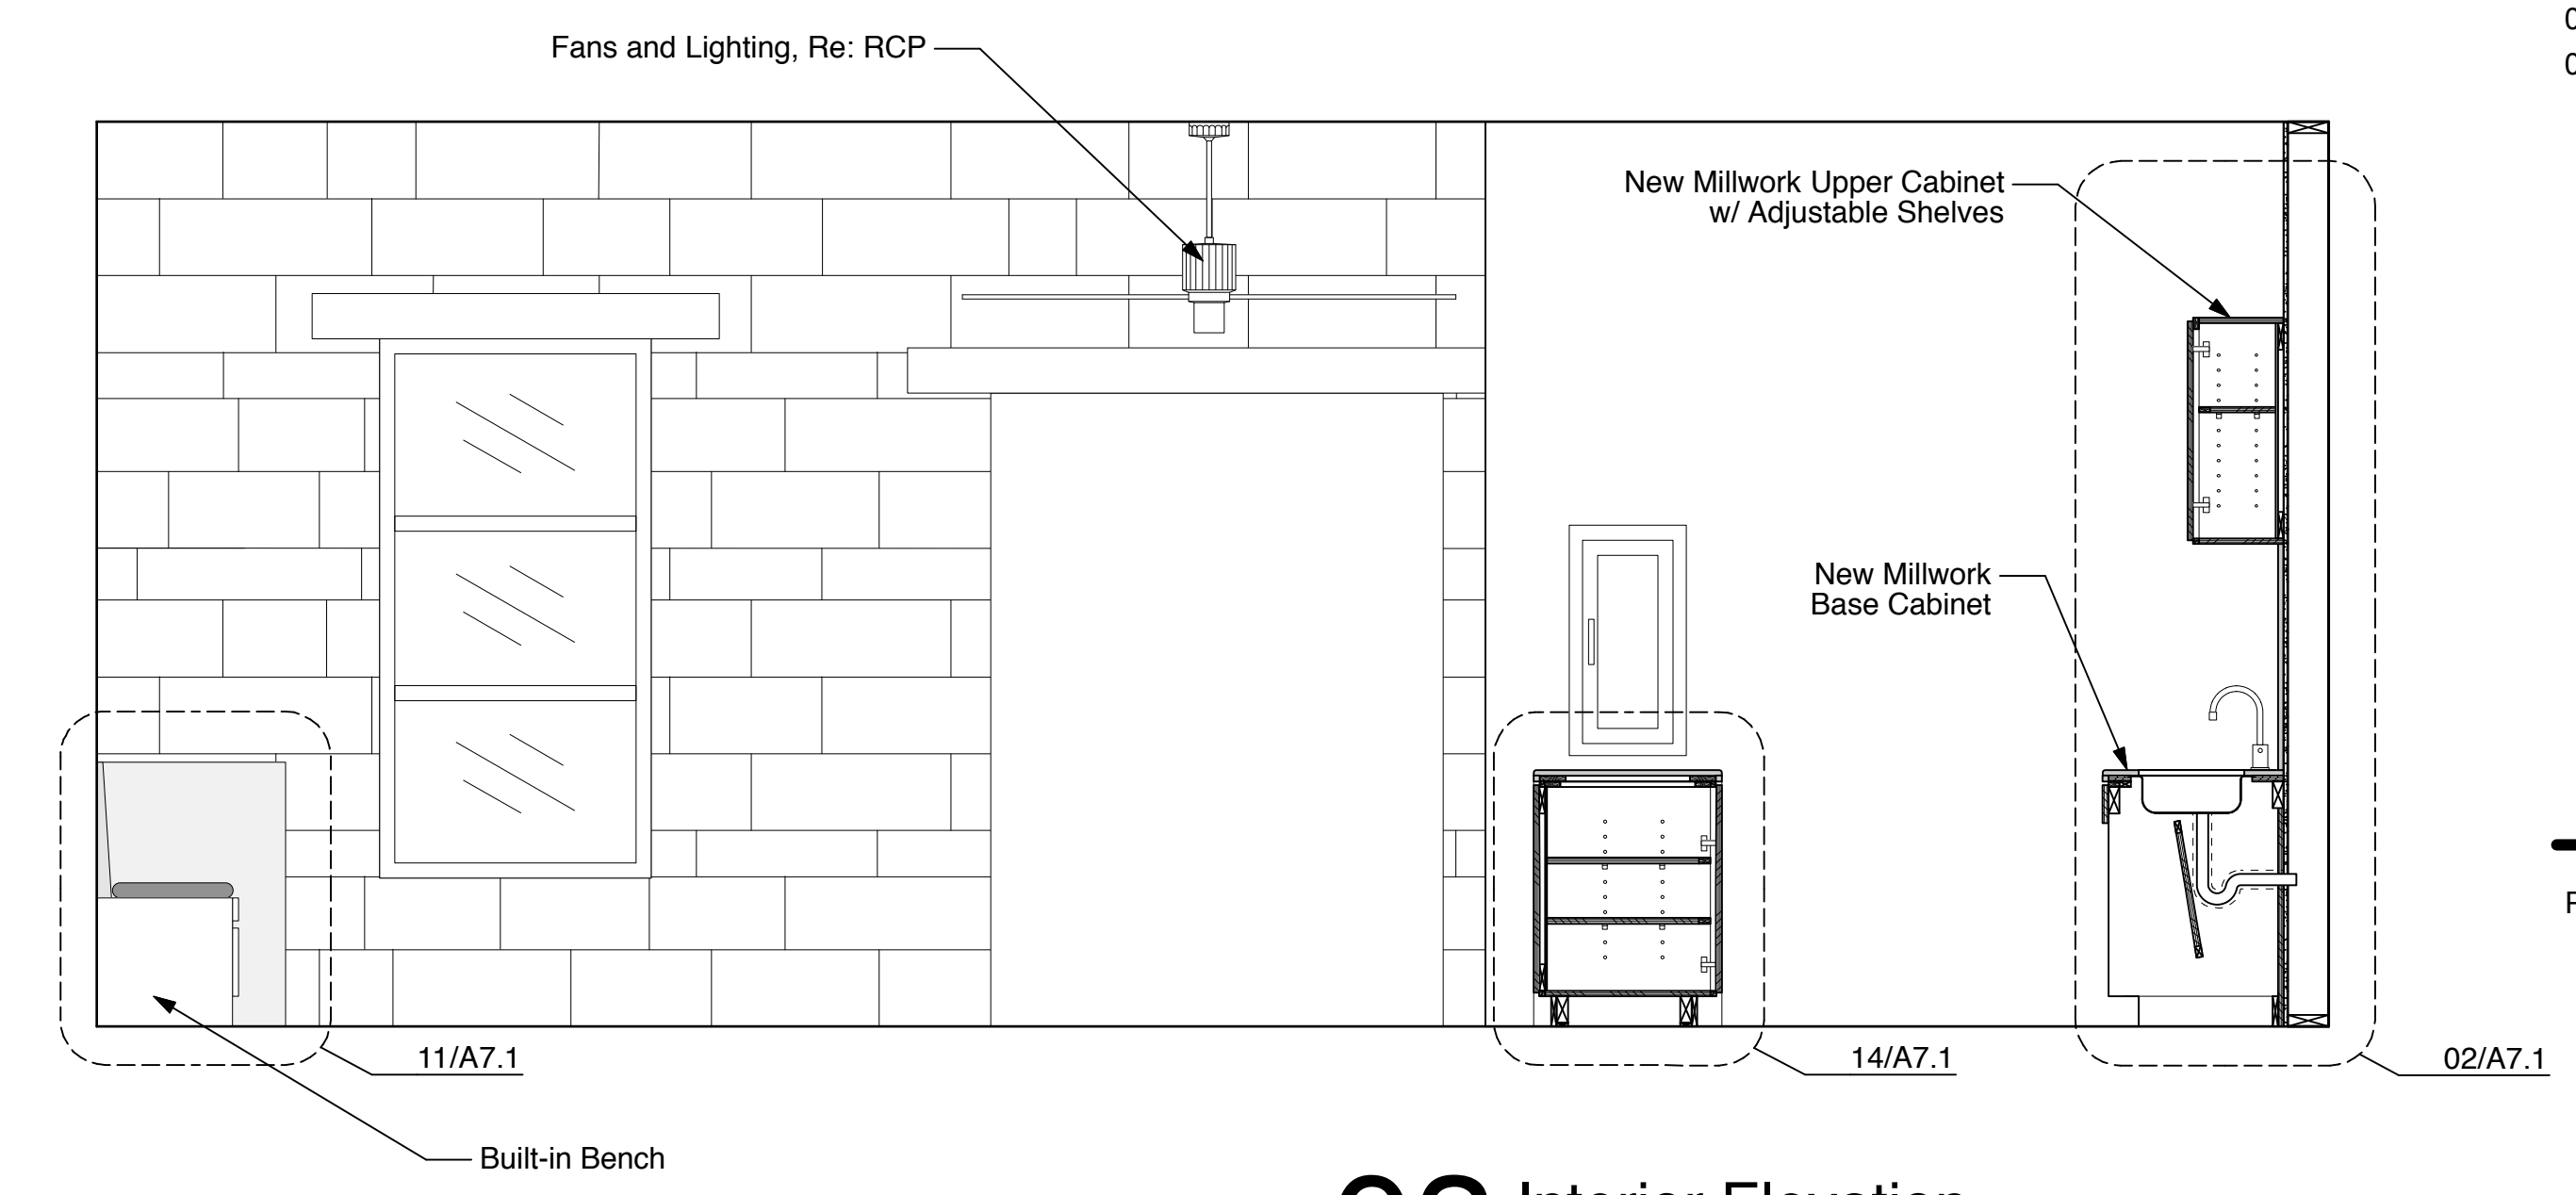 Fans and Lighting, Re: RCP
New Millwork Upper Cabinet
w/ Adjustable Shelves
New Millwork
Base Cabinet
11/A7.1
14/A7.1
02/A7.1
Built-in Bench
Interior Elevation